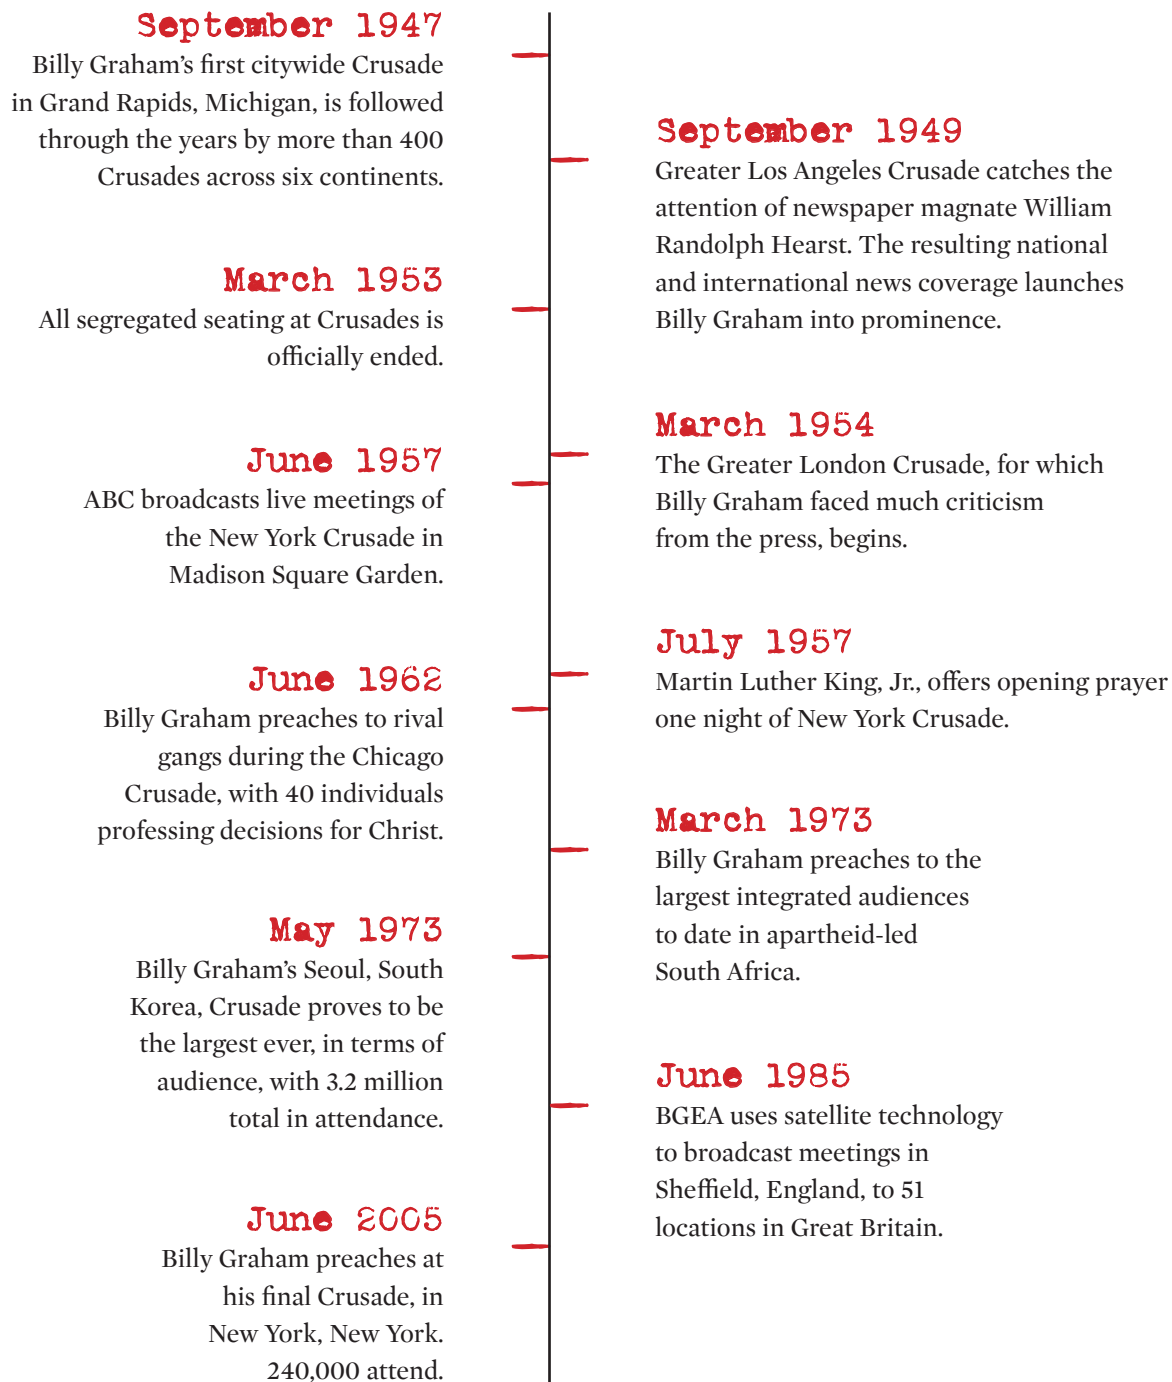 September 1947
Billy Graham’s first citywide Crusade
in Grand Rapids, Michigan, is followed
through the years by more than 400
Crusades across six continents.
September 1949
Greater Los Angeles Crusade catches the
attention of newspaper magnate William
Randolph Hearst. The resulting national
and international news coverage launches
Billy Graham into prominence.
March 1953
All segregated seating at Crusades is
officially ended.
March 1954
The Greater London Crusade, for which
Billy Graham faced much criticism
from the press, begins.
June 1957
ABC broadcasts live meetings of
the New York Crusade in
Madison Square Garden.
July 1957
Martin Luther King, Jr., offers opening prayer
one night of New York Crusade.
June 1962
Billy Graham preaches to rival
gangs during the Chicago
Crusade, with 40 individuals
professing decisions for Christ.
March 1973
Billy Graham preaches to the
largest integrated audiences
to date in apartheid-led
South Africa.
May 1973
Billy Graham’s Seoul, South
Korea, Crusade proves to be
the largest ever, in terms of
audience, with 3.2 million
total in attendance.
June 1985
BGEA uses satellite technology
to broadcast meetings in
Sheffield, England, to 51
locations in Great Britain.
June 2005
Billy Graham preaches at
his final Crusade, in
New York, New York.
240,000 attend.